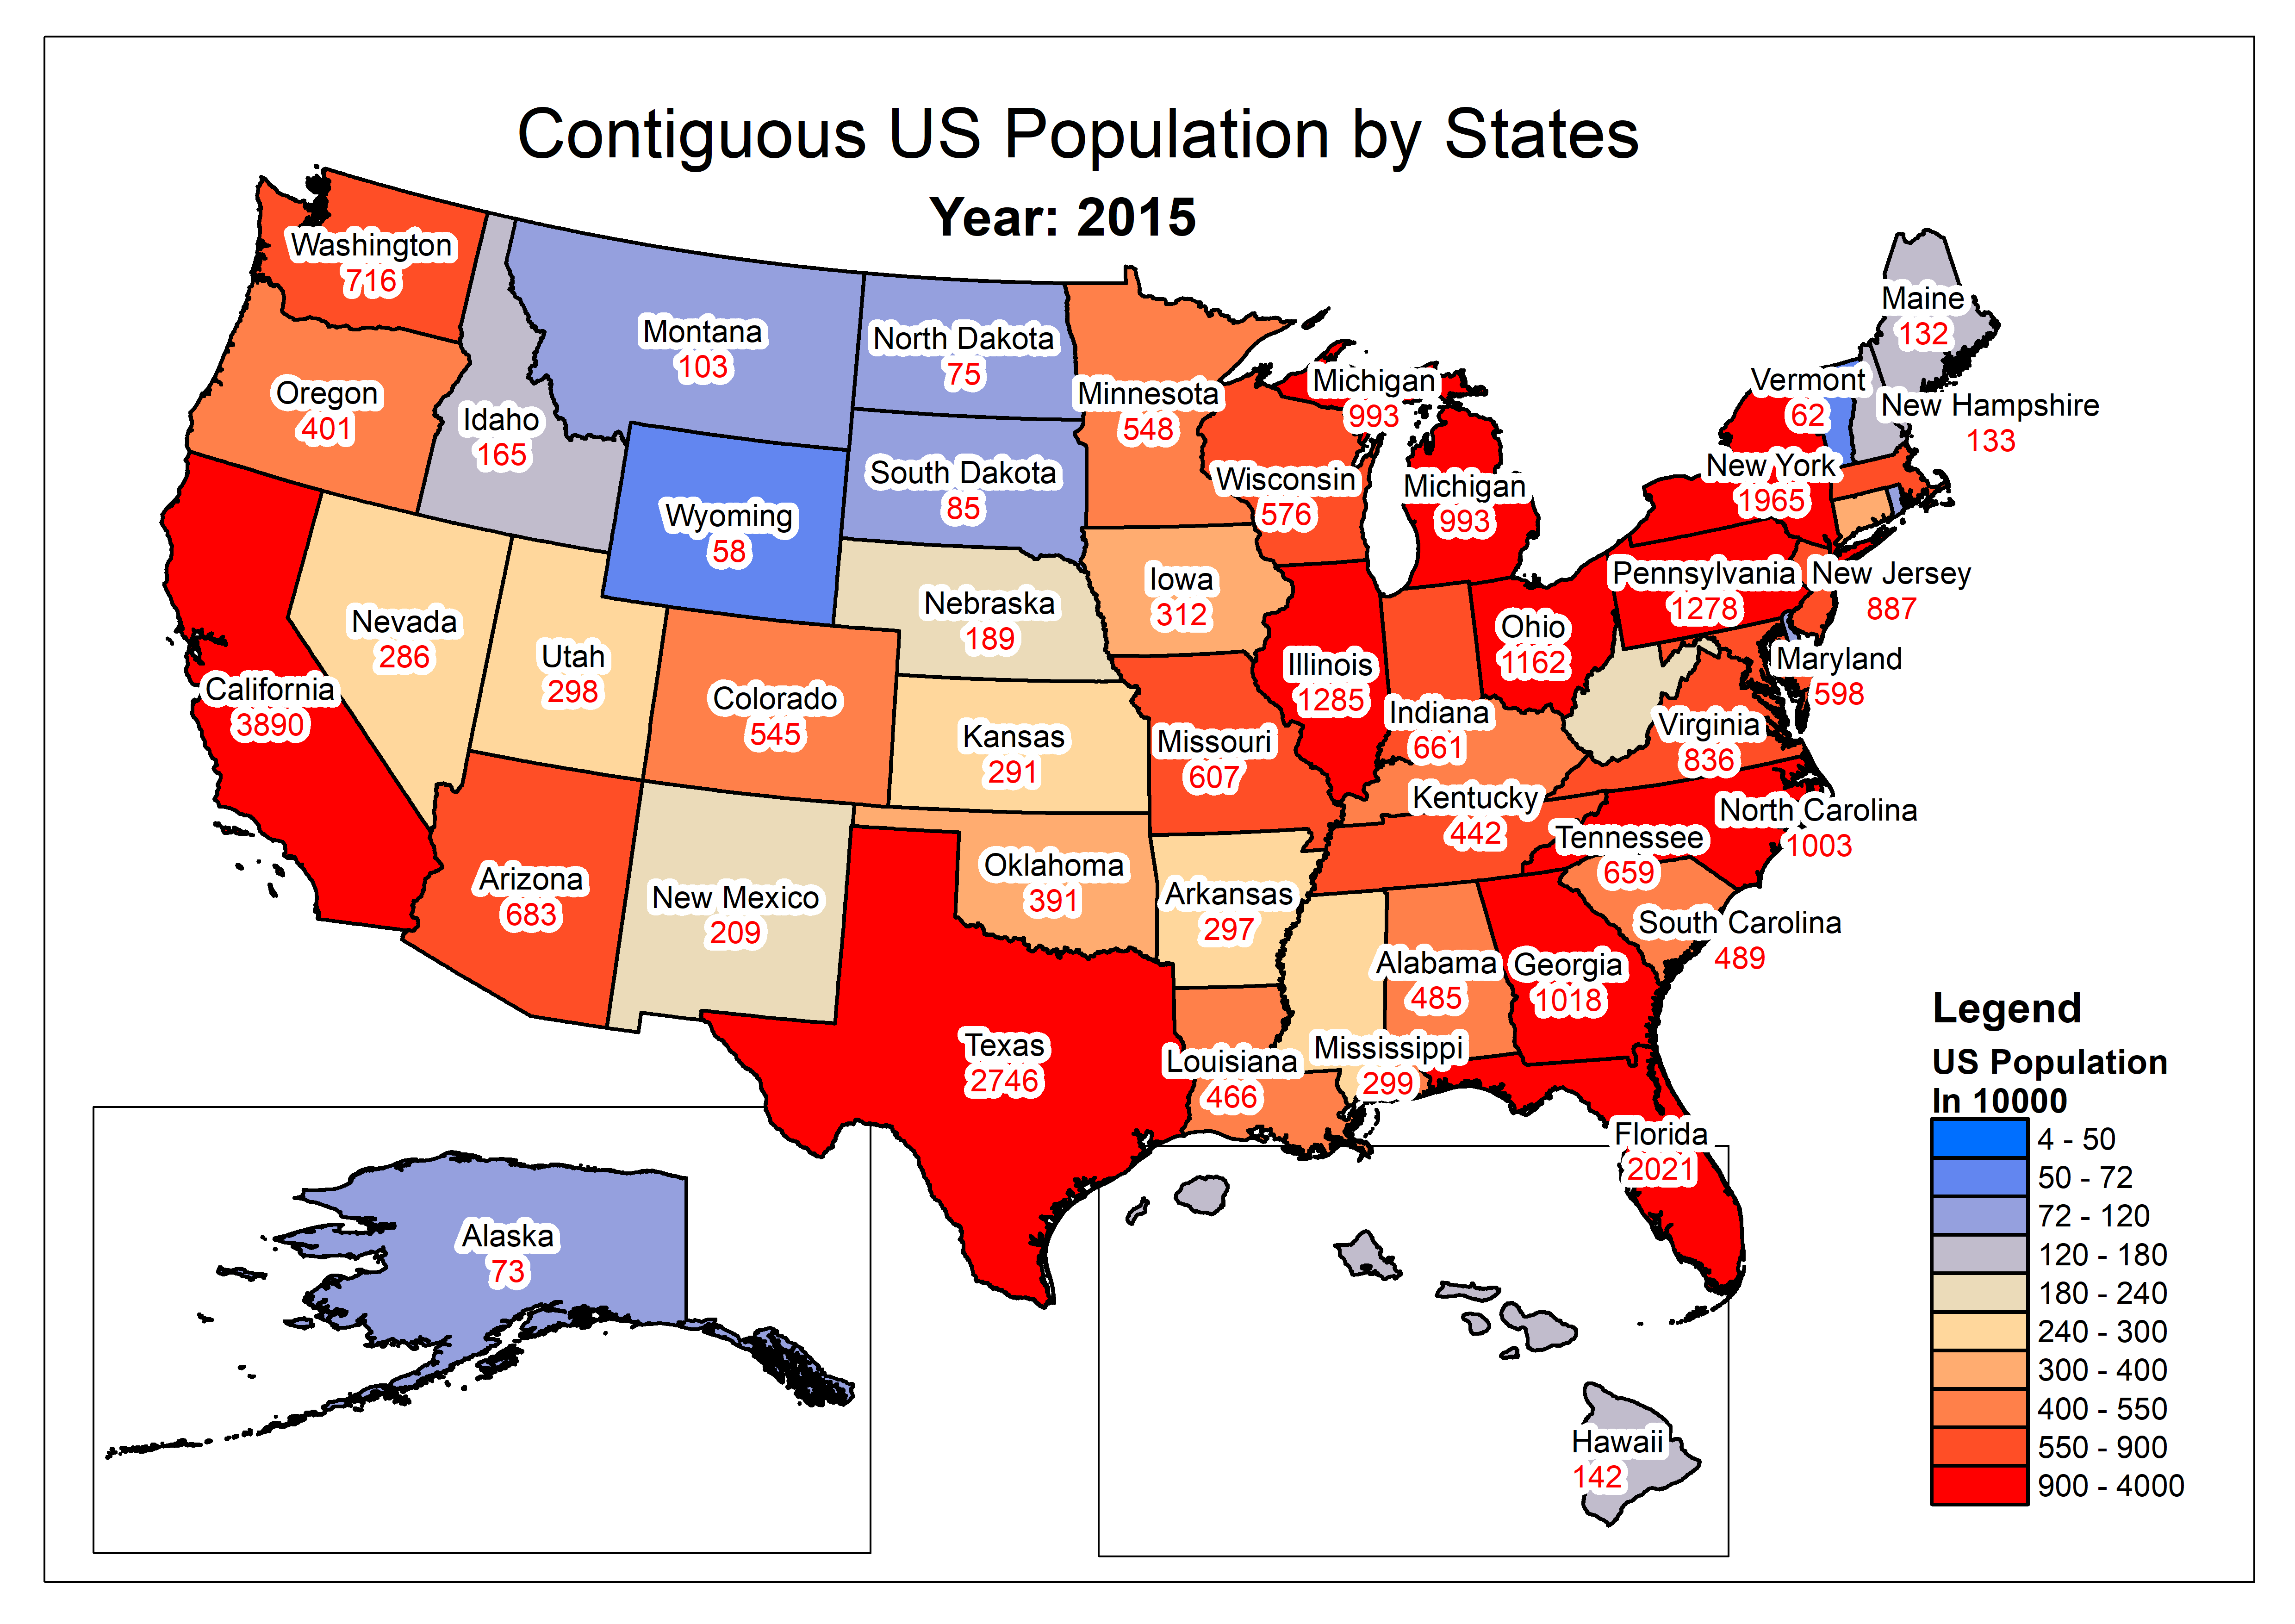 Contiguous US Population by States
Year: 2015
Washington
716
Oregon
401
Idaho
165
Montana
103
North Dakota
75
Minnesota
548
Michigan
993
Maine
132
Vermont
62
New Hampshire
133
South Dakota
85
Wyoming
58
Wisconsin
576
Michigan
993
New York
1965
Nevada
286
Utah
298
California
3890
Colorado
545
Nebraska
189
Iowa
312
Illinois
1285
Ohio
1162
Pennsylvania
1278
New Jersey
887
Maryland
598
Kansas
291
Missouri
607
Indiana
661
Virginia
836
Kentucky
442
North Carolina
1003
Tennessee
659
Arizona
683
New Mexico
209
Oklahoma
391
Arkansas
297
South Carolina
489
Alabama
485
Georgia
1018
Texas
2746
Louisiana
466
Mississippi
299
Florida
2021
Alaska
73
Hawaii
142
Legend
US Population
In 10000
4 - 50
50 - 72
72 - 120
120 - 180
180 - 240
240 - 300
300 - 400
400 - 550
550 - 900
900 - 4000